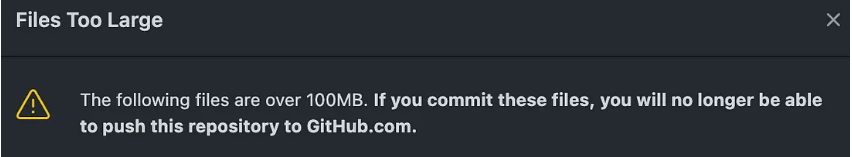 Files Too Large
The following files are over 100MB. If you commit these files, you will no longer be able
to push this repository to GitHub.com.